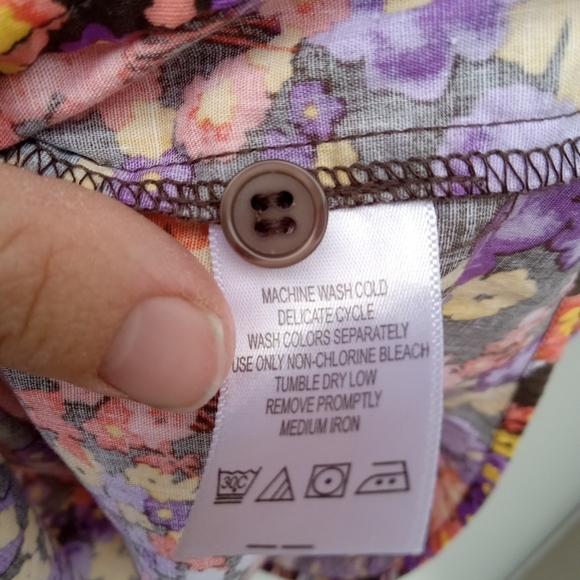 MACHINE WASH COLD
DELICATE CYCLE
WASH COLORS SEPARATELY
USE ONLY NON-CHLORINE BLEACH
TUMBLE DRY LOW
REMOVE PROMPTLY
MEDIUM IRON
30C